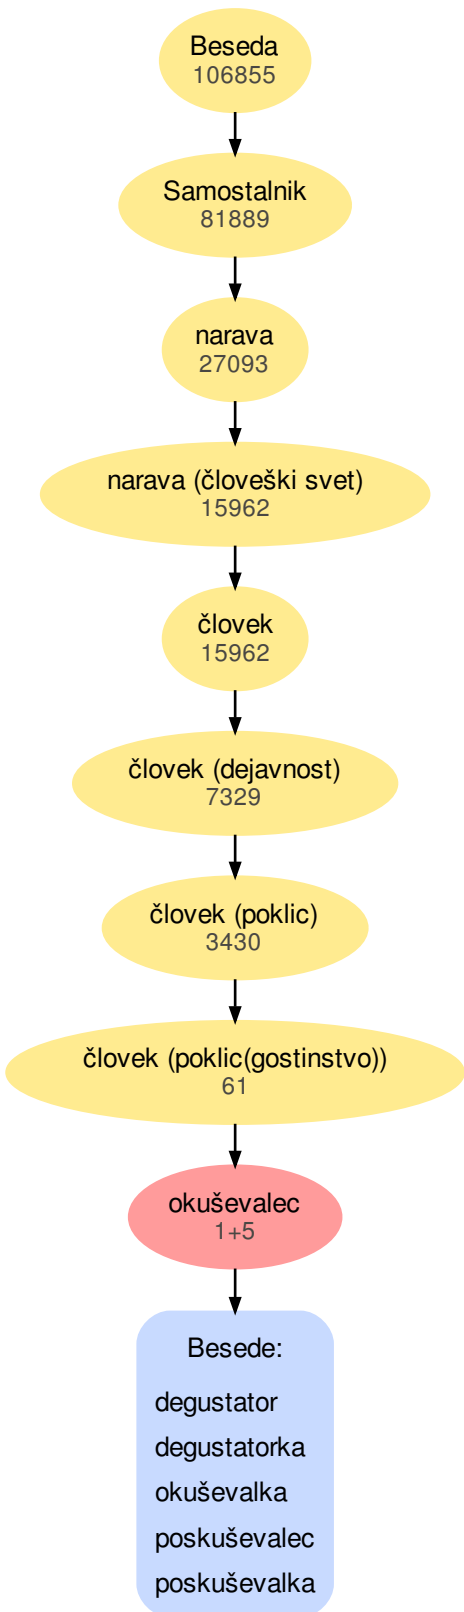 Beseda
106855
Samostalnik
81889
narava
27093
narava (človeški svet)
15962
človek
15962
človek (dejavnost)
7329
človek (poklic)
3430
človek (poklic(gostinstvo))
61
okuševalec
1+5
Besede:
degustator
degustatorka
okuševalka
poskuševalec
poskuševalka